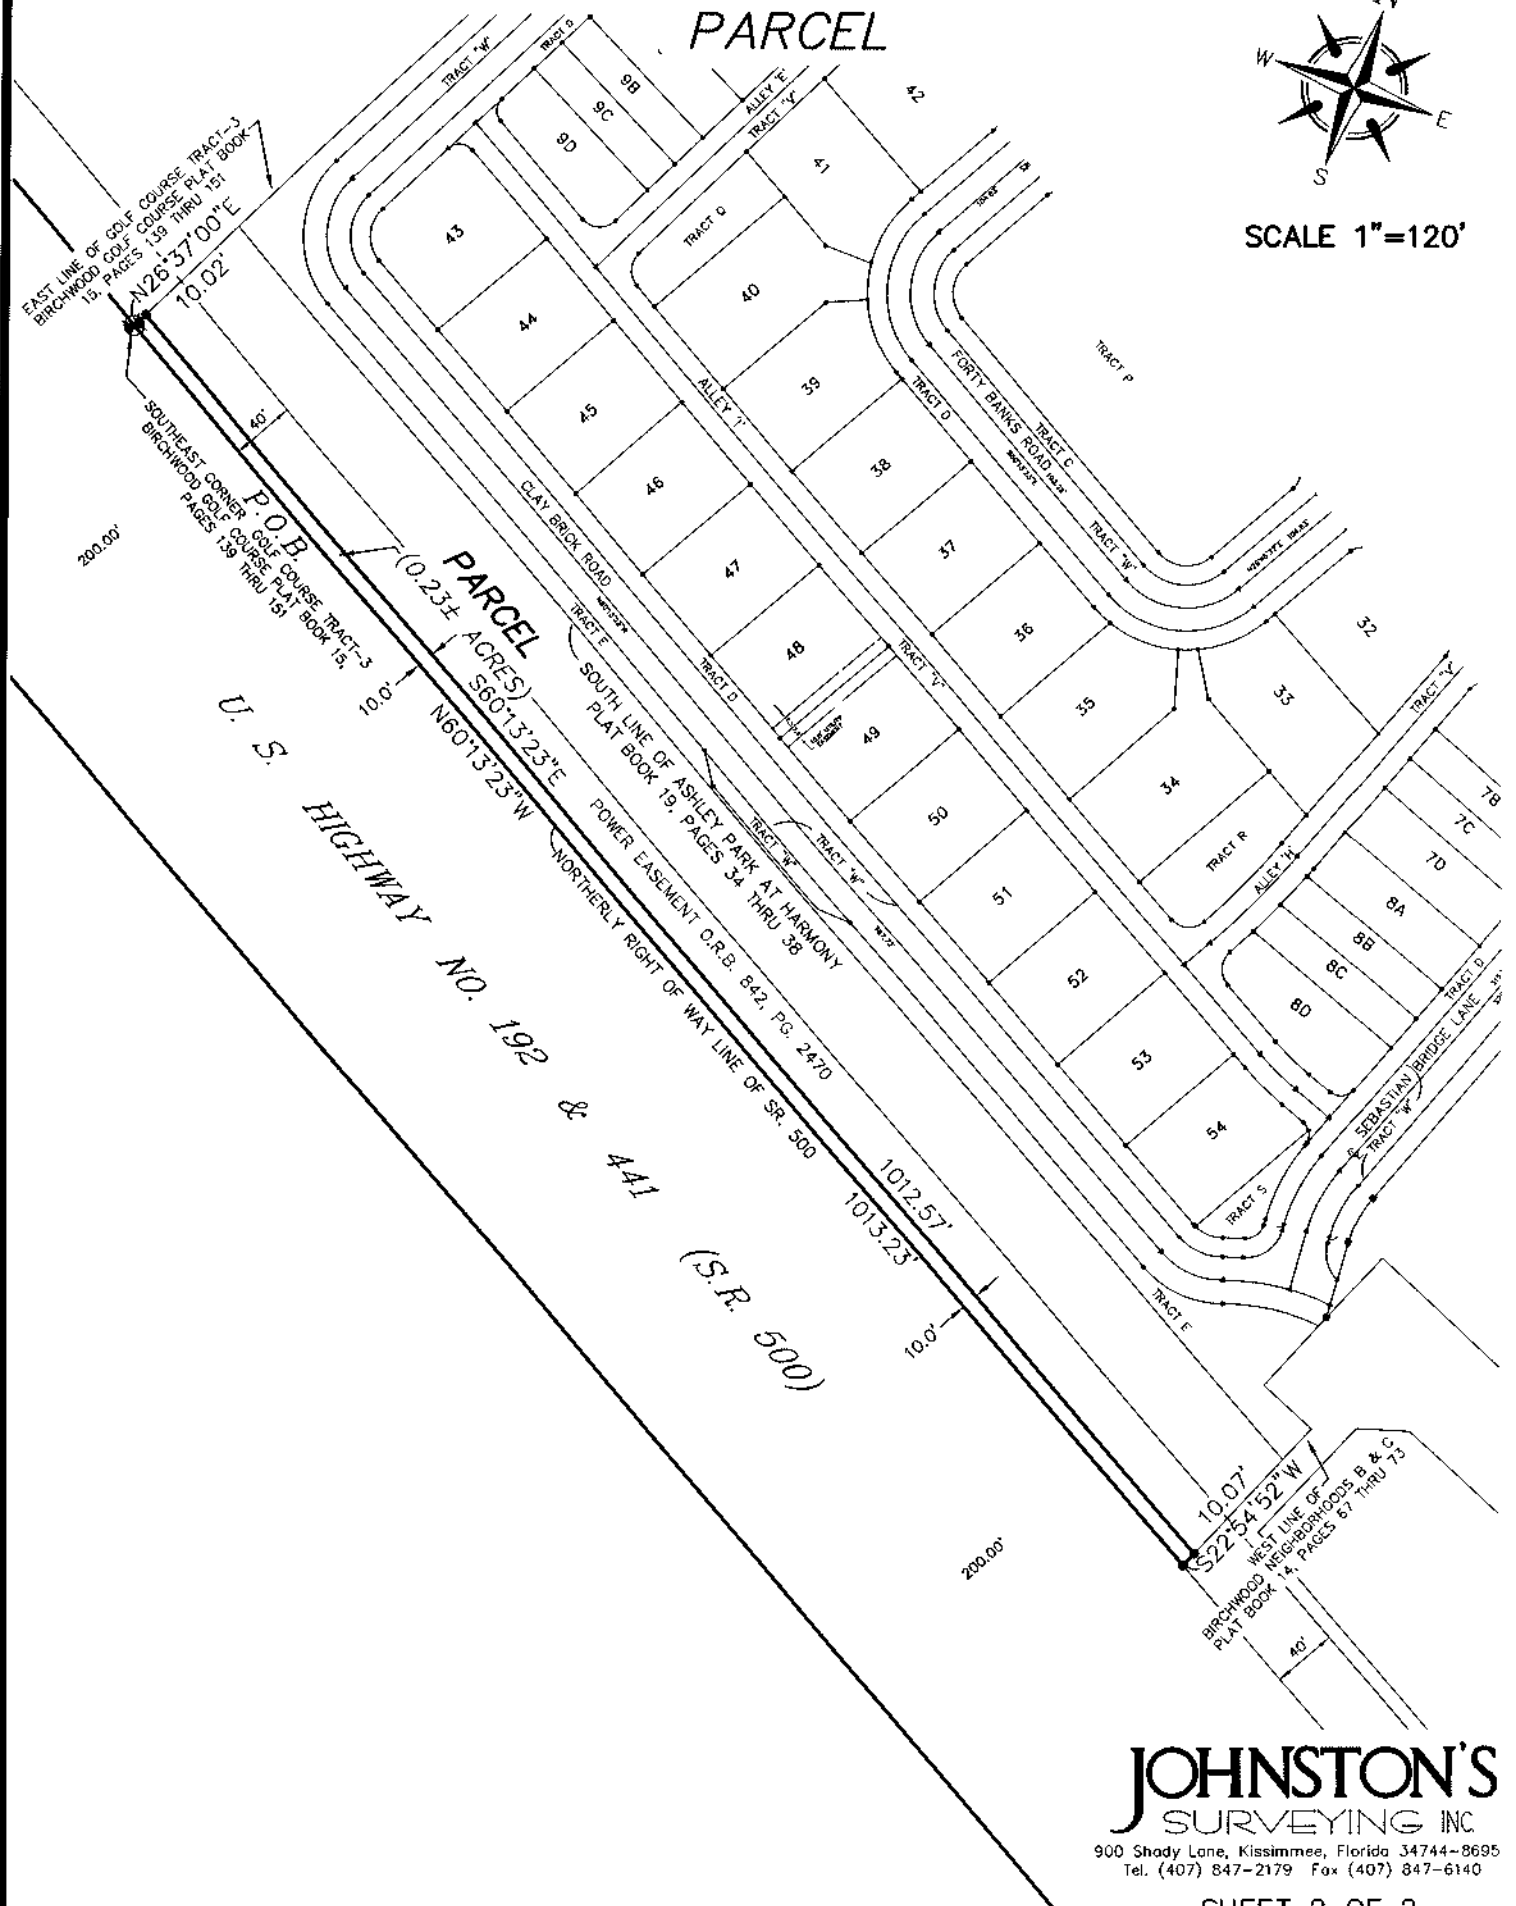 PARCEL
N
W
E
S
SCALE 1"=120'
EAST LINE OF GOLF COURSE TRACT-3
BIRCHWOOD GOLF COURSE PLAT BOOK
15, PAGES 139 THRU 151
N26°37'00"E
10.02'
TRACT "W"
TRACT D
9B
9C
9D
ALLEY 'E'
TRACT "V"
42
41
TRACT Q
40
39
38
37
36
35
34
33
32
43
44
45
46
47
48
49
50
51
52
53
54
ALLEY 'I'
TRACT "V"
TRACT D
FORTY BANKS ROAD
TRACT C
TRACT P
TRACT "W"
TRACT "V"
TRACT R
ALLEY 'H'
7B
7C
7D
8A
8B
8C
8D
TRACT D
SEBASTIAN BRIDGE LANE
TRACT "W"
TRACT S
TRACT E
CLAY BRICK ROAD
TRACT E
TRACT D
TRACT "W"
TRACT "W"
40'
SOUTHEAST CORNER GOLF COURSE TRACT-3
BIRCHWOOD GOLF COURSE PLAT BOOK 15,
PAGES 139 THRU 151
P.O.B.
200.00'
PARCEL
(0.23± ACRES)
S60°13'23"E
N60°13'23"W
10.0'
SOUTH LINE OF ASHLEY PARK AT HARMONY
PLAT BOOK 19, PAGES 34 THRU 38
POWER EASEMENT O.R.B. 842, PG. 2470
NORTHERLY RIGHT OF WAY LINE OF SR. 500
U. S. HIGHWAY NO. 192 & 441 (S.R. 500)
1012.57'
1013.23'
10.0'
200.00'
10.07'
S22°54'52"W
WEST LINE OF
BIRCHWOOD NEIGHBORHOODS B & C
PLAT BOOK 14, PAGES 67 THRU 73
40'
JOHNSTON'S
SURVEYING INC
900 Shady Lane, Kissimmee, Florida 34744-8695
Tel. (407) 847-2179 Fax (407) 847-6140